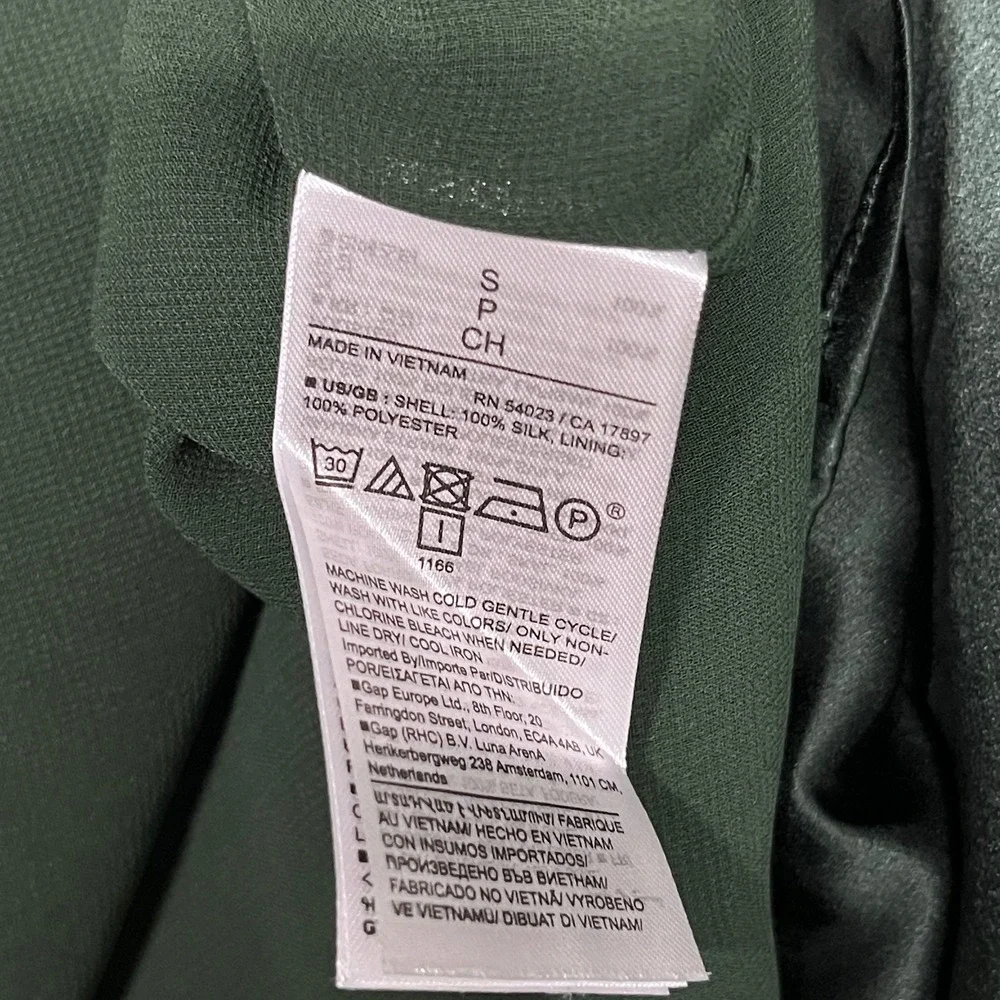 S
P
CH
MADE IN VIETNAM
RN 54023 / CA 17897
■ US/GB : SHELL: 100% SILK, LINING:
100% POLYESTER
30
P ®
1166
MACHINE WASH COLD GENTLE CYCLE/
WASH WITH LIKE COLORS/ ONLY NON-
CHLORINE BLEACH WHEN NEEDED/
LINE DRY/ COOL IRON
Imported By/Importe Par/DISTRIBUIDO
POR/ΕΙΣΑΓΕΤΑΙ ΑΠΟ ΤΗΝ:
■Gap Europe Ltd., 8th Floor, 20
Farringdon Street, London, EC4A4AB, UK
■Gap (RHC) B.V. Luna ArenA
Henkerbergweg 238 Amsterdam, 1101 CM,
Netherlands
FABRIQUE
AU VIETNAM/ HECHO EN VIETNAM
CON INSUMOS IMPORTADOS/
ПРОИЗВЕДЕНО ВЪВ ВИЕТНАМ/
FABRICADO NO VIETNÃ/ VYROBENO
VE VIETNAMU/ DIBUAT DI VIETNAM/